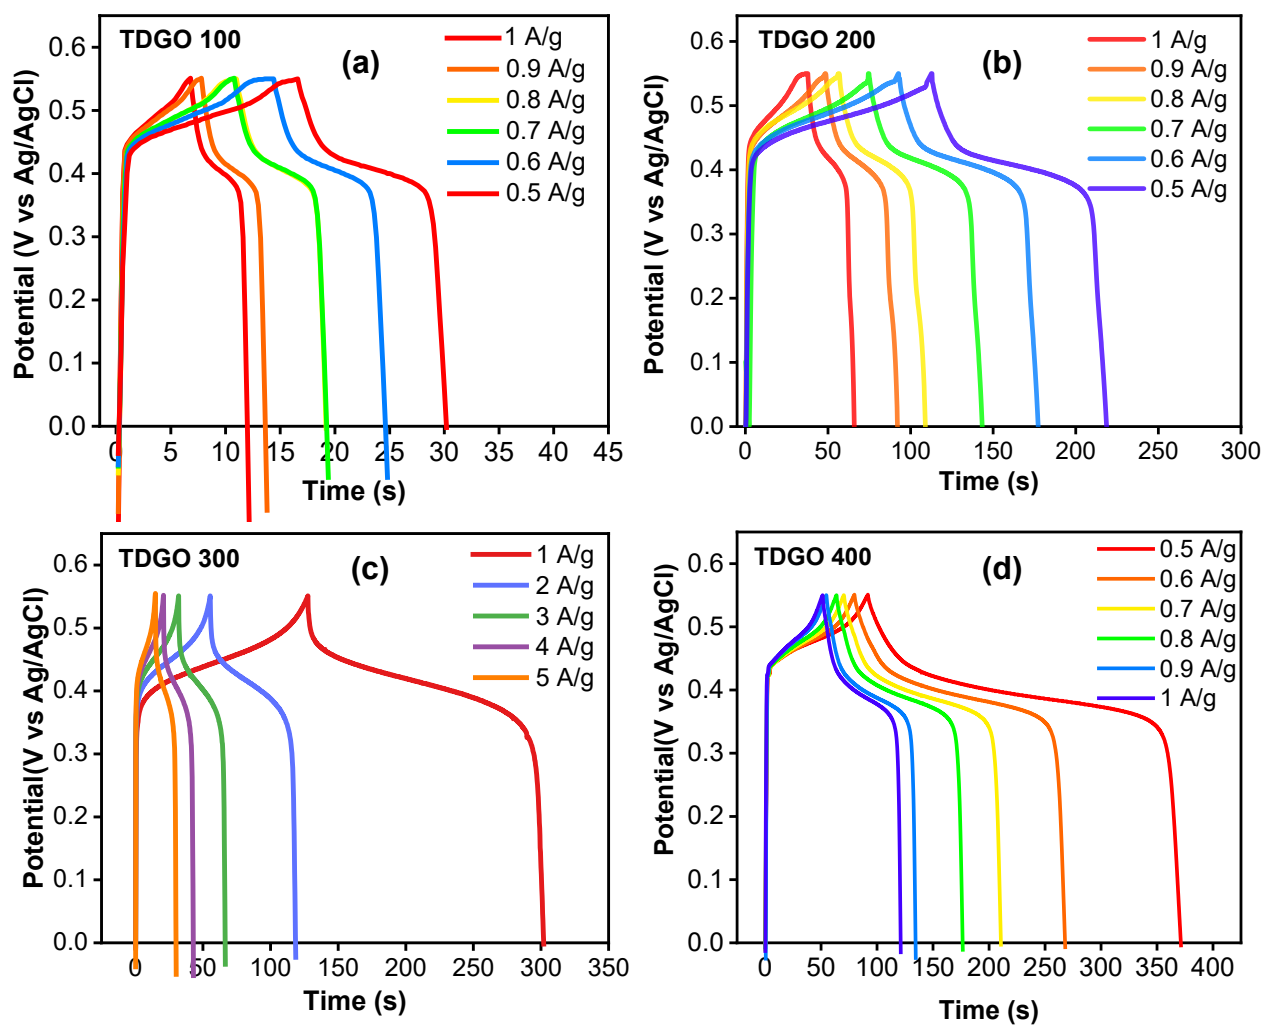 TDGO 100
(a)
1 A/g
0.9 A/g
0.8 A/g
0.7 A/g
0.6 A/g
0.5 A/g
0.6
0.5
0.4
0.3
0.2
0.1
0.0
Potential (V vs Ag/AgCl)
0 5 10 15 20 25 30 35 40 45
Time (s)
TDGO 200
(b)
1 A/g
0.9 A/g
0.8 A/g
0.7 A/g
0.6 A/g
0.5 A/g
0.6
0.5
0.4
0.3
0.2
0.1
0.0
Potential (V vs Ag/AgCl)
0 50 100 150 200 250 300
Time (s)
TDGO 300
(c)
1 A/g
2 A/g
3 A/g
4 A/g
5 A/g
0.6
0.5
0.4
0.3
0.2
0.1
0.0
Potential(V vs Ag/AgCl)
0 50 100 150 200 250 300 350
Time (s)
TDGO 400
(d)
0.5 A/g
0.6 A/g
0.7 A/g
0.8 A/g
0.9 A/g
1 A/g
0.6
0.5
0.4
0.3
0.2
0.1
0.0
Potential(V vs Ag/AgCl)
0 50 100 150 200 250 300 350 400
Time (s)